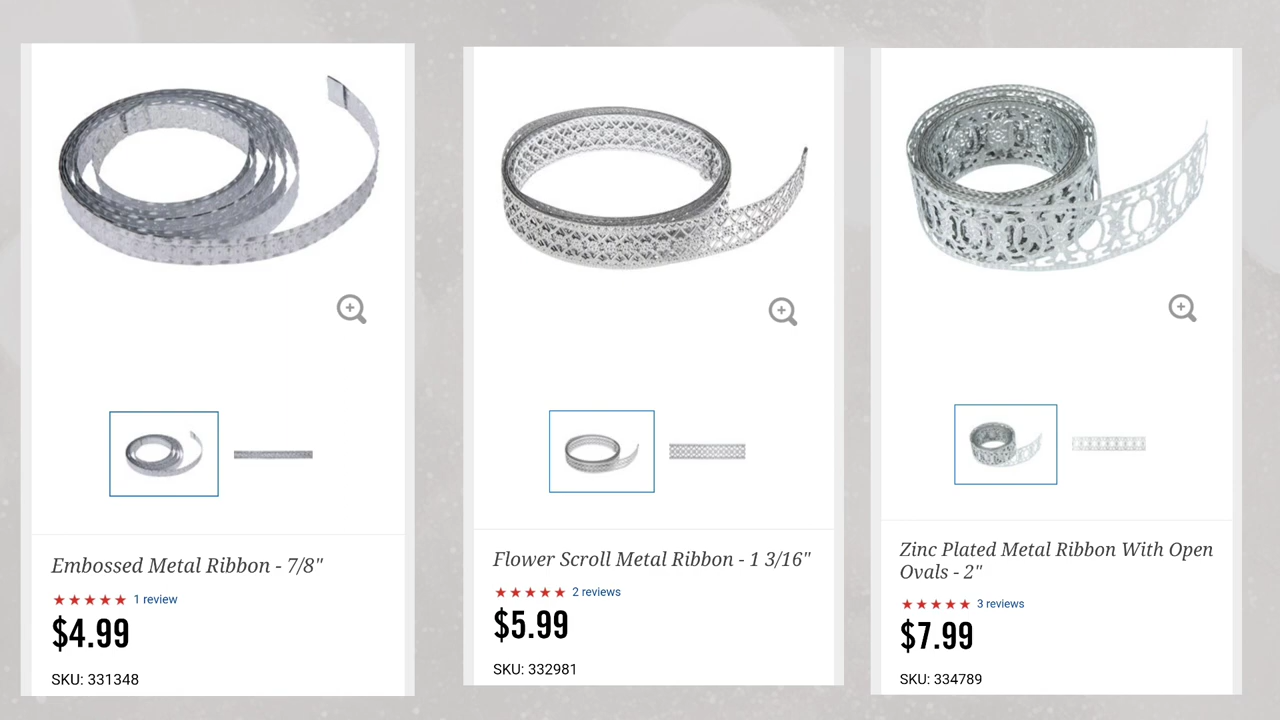 Embossed Metal Ribbon - 7/8"
1 review
$4.99
SKU: 331348
Flower Scroll Metal Ribbon - 1 3/16"
2 reviews
$5.99
SKU: 332981
Zinc Plated Metal Ribbon With Open
Ovals - 2"
3 reviews
$7.99
SKU: 334789